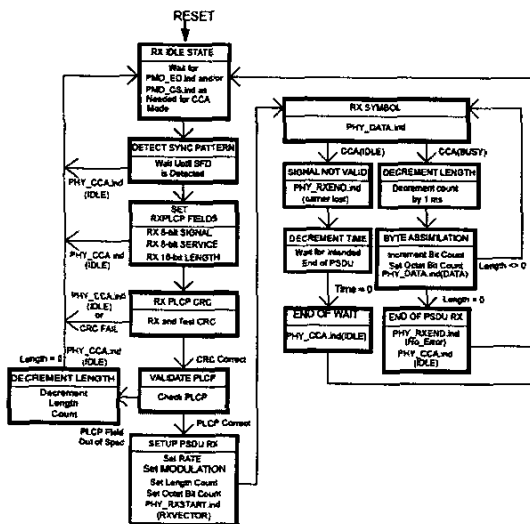 RESET
RX IDLE STATE
Wait for
PMD_ED.ind and/or
PMD_CS.ind as
Needed for CCA
Mode
DETECT SYNC PATTERN
Wait Until SFD
is Detected
PHY_CCA.ind
(IDLE)
SET
RXPLCP FIELDS
RX 8-bit SIGNAL
RX 8-bit SERVICE
RX 16-bit LENGTH
PHY_CCA.ind
(IDLE)
RX PLCP CRC
RX and Test CRC
PHY_CCA.ind
(IDLE)
or
CRC FAIL
CRC Correct
PHY_CCA.ind
(IDLE)
Length = 0
DECREMENT LENGTH
Decrement
Length
Count
VALIDATE PLCP
Check PLCP
PLCP Field
Out of Spec
PLCP Correct
SETUP PSDU RX
Set RATE
Set MODULATION
Set Length Count
Set Octet Bit Count
PHY_RXSTART.ind
(RXVECTOR)
RX SYMBOL
PHY_DATA.ind
CCA(IDLE)
CCA(BUSY)
SIGNAL NOT VALID
PHY_RXEND.ind
(carrier lost)
DECREMENT LENGTH
Decrement count
by 1 ms
DECREMENT TIME
Wait for intended
End of PSDU
BYTE ASSIMILATION
Increment Bit Count
Set Octet Bit Count
PHY_DATA.ind(DATA)
Length <> 0
Time = 0
Length = 0
END OF WAIT
PHY_CCA.ind(IDLE)
END OF PSDU RX
PHY_RXEND.ind
(No_Error)
PHY_CCA.ind
(IDLE)